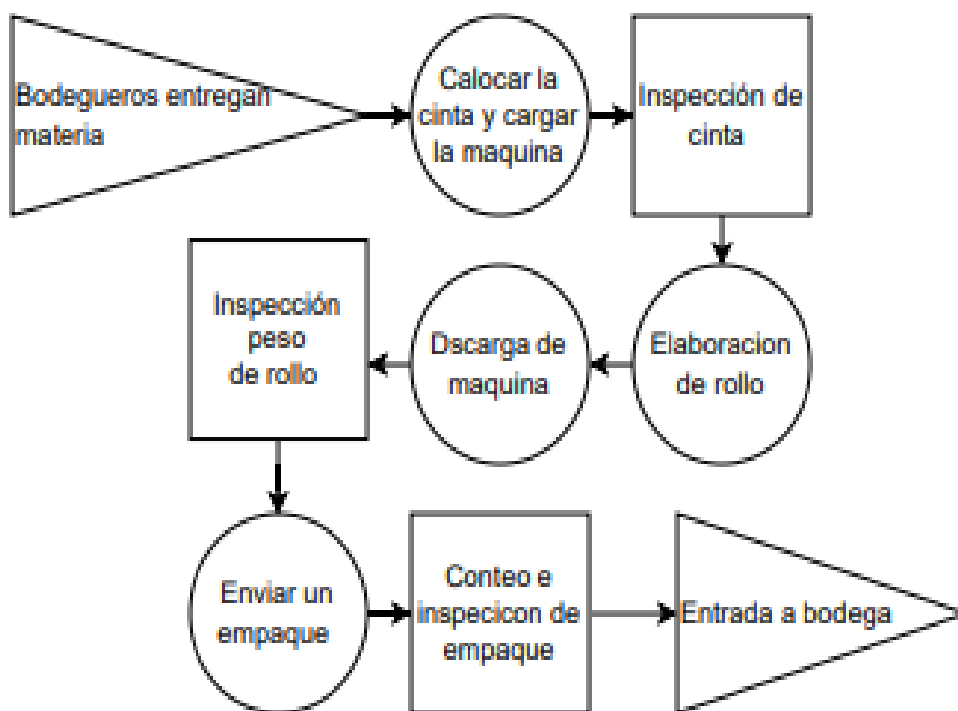 Bodegueros entregan
materia
Calocar la
cinta y cargar
la maquina
Inspección de
cinta
Elaboracion
de rollo
Dscarga de
maquina
Inspección
peso
de rollo
Enviar un
empaque
Conteo e
inspecicon de
empaque
Entrada a bodega